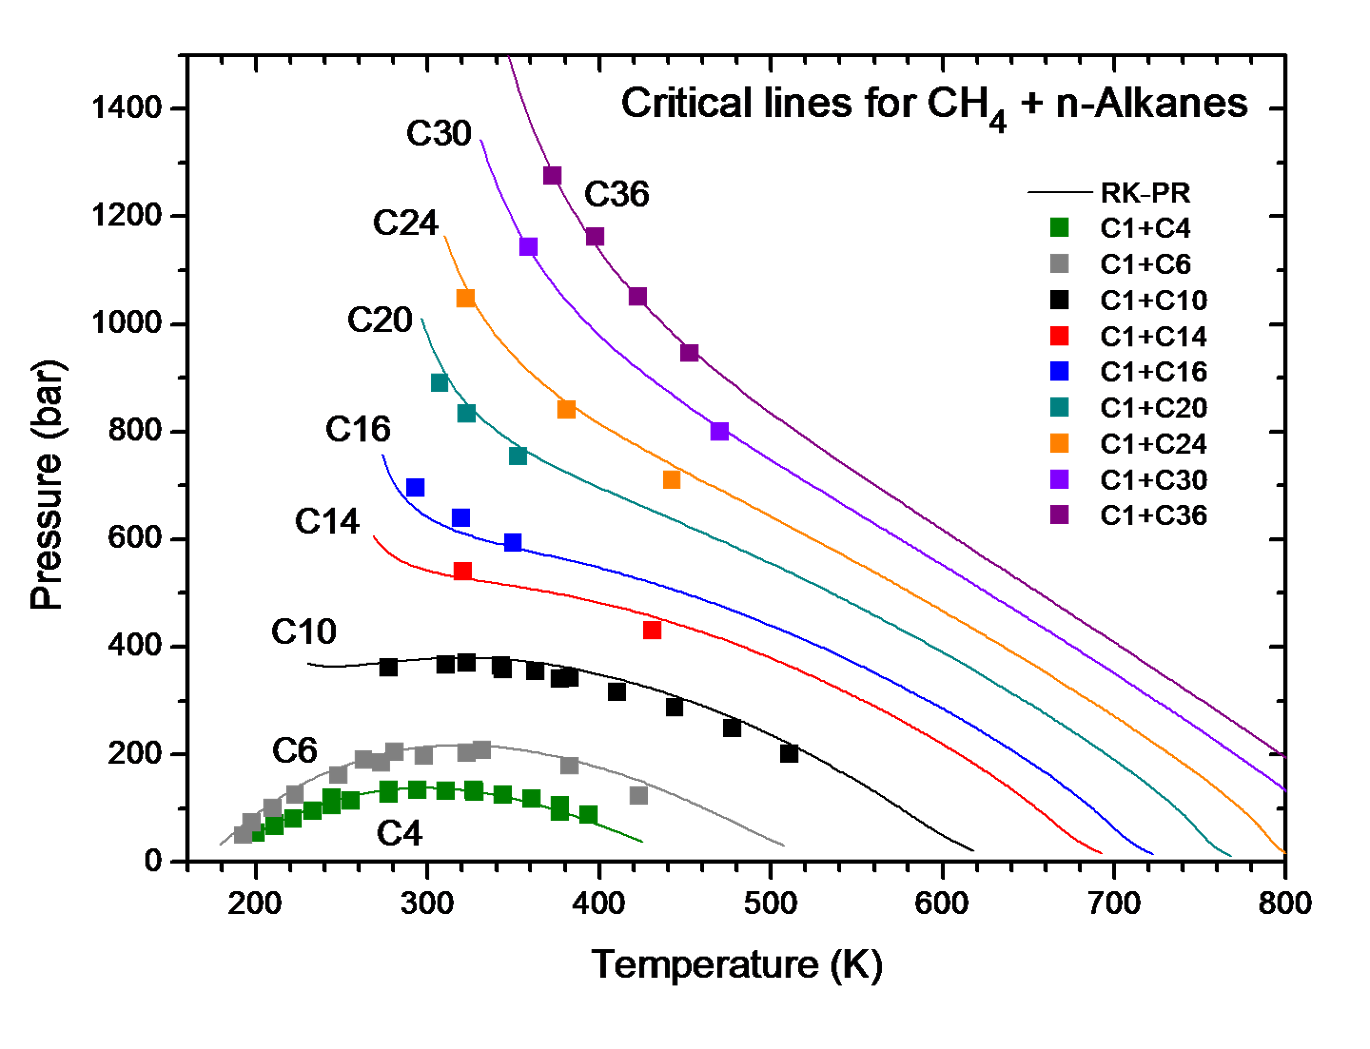 Critical lines for CH4 + n-Alkanes
RK-PR
C1+C4
C1+C6
C1+C10
C1+C14
C1+C16
C1+C20
C1+C24
C1+C30
C1+C36
C36
C30
C24
C20
C16
C14
C10
C6
C4
Pressure (bar)
1400
1200
1000
800
600
400
200
0
200 300 400 500 600 700 800
Temperature (K)